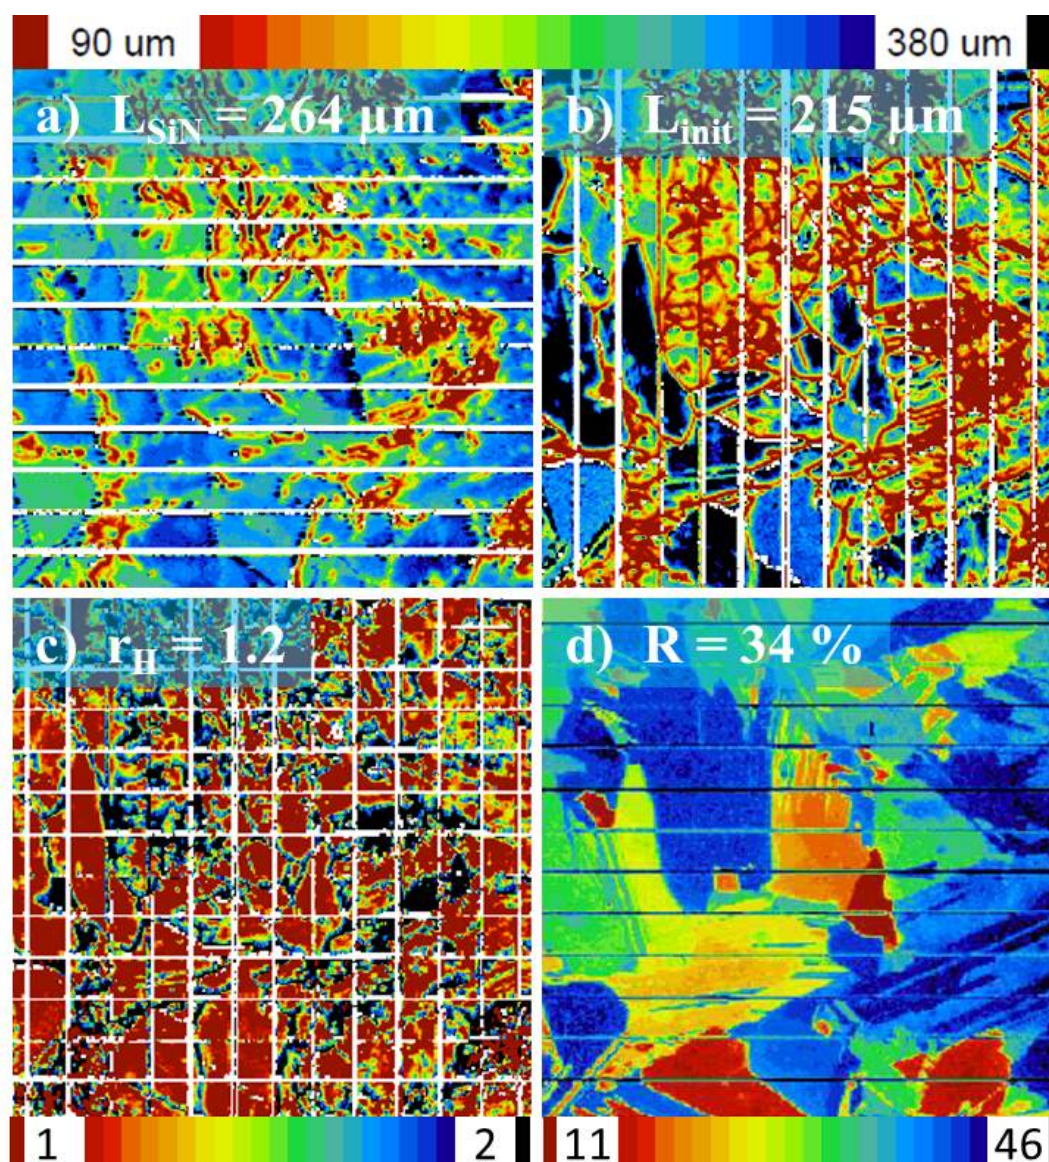 90 um 380 um
a) L_SiN = 264 μm b) L_init = 215 μm
c) r_H = 1.2 d) R = 34 %
1 2 11 46